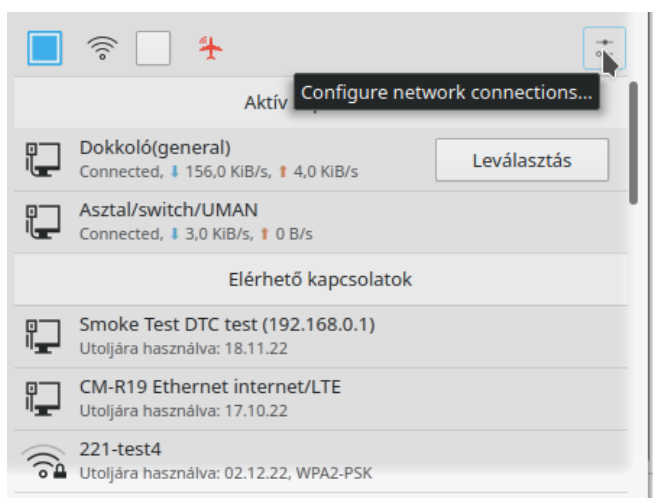 Configure network connections...
Aktív
Dokkoló(general)
Connected, ⬇ 156,0 KiB/s, ⬆ 4,0 KiB/s
Leválasztás
Asztal/switch/UMAN
Connected, ⬇ 3,0 KiB/s, ⬆ 0 B/s
Elérhető kapcsolatok
Smoke Test DTC test (192.168.0.1)
Utoljára használva: 18.11.22
CM-R19 Ethernet internet/LTE
Utoljára használva: 17.10.22
221-test4
Utoljára használva: 02.12.22, WPA2-PSK